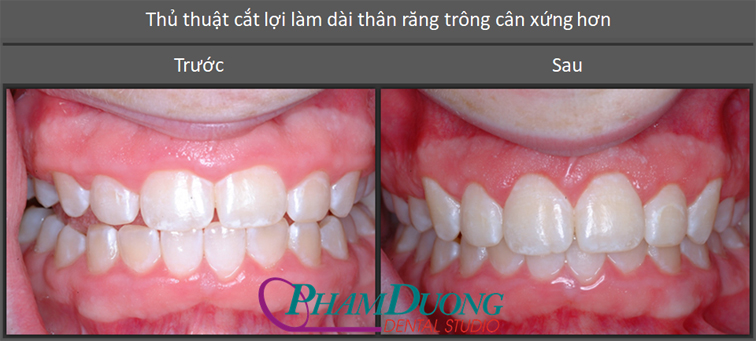 Thủ thuật cắt lợi làm dài thân răng trông cân xứng hơn
Trước
Sau
PHAMDUONG
DENTAL STUDIO